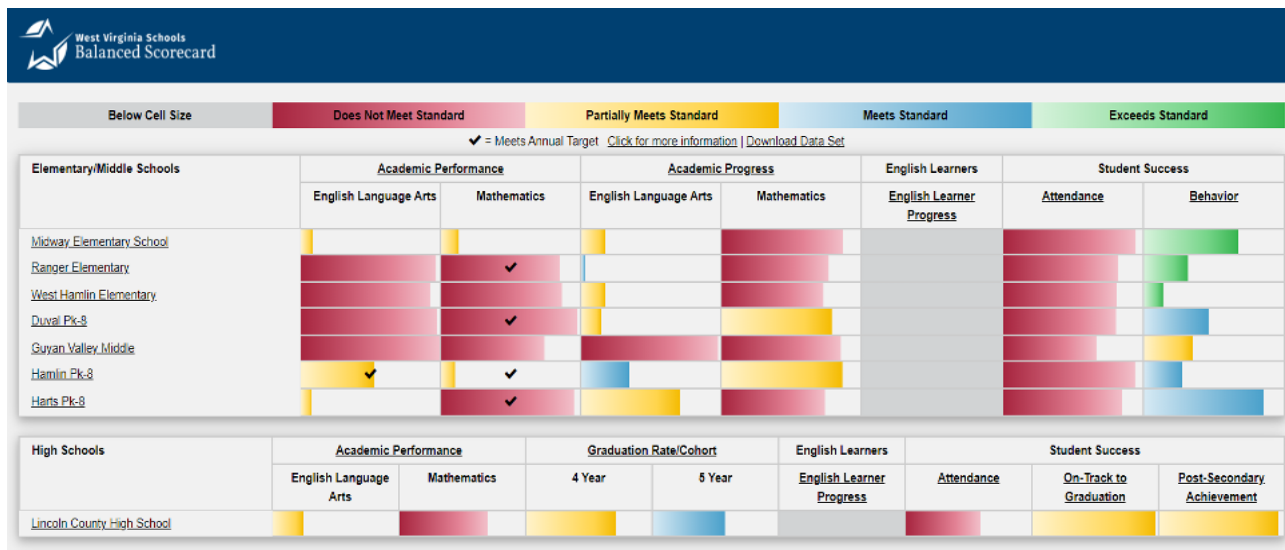 West Virginia Schools
Balanced Scorecard
Below Cell Size Does Not Meet Standard Partially Meets Standard Meets Standard Exceeds Standard
✔ = Meets Annual Target Click for more information | Download Data Set
Elementary/Middle Schools Academic Performance Academic Progress English Learners Student Success
English Language Arts Mathematics English Language Arts Mathematics English Learner Attendance Behavior
Progress
Midway Elementary School
Ranger Elementary ✔
West Hamlin Elementary
Duval Pk-8 ✔
Guyan Valley Middle
Hamlin Pk-8 ✔ ✔
Harts Pk-8 ✔
High Schools Academic Performance Graduation Rate/Cohort English Learners Student Success
English Language Mathematics 4 Year 5 Year English Learner Attendance On-Track to Post-Secondary
Arts Progress Graduation Achievement
Lincoln County High School